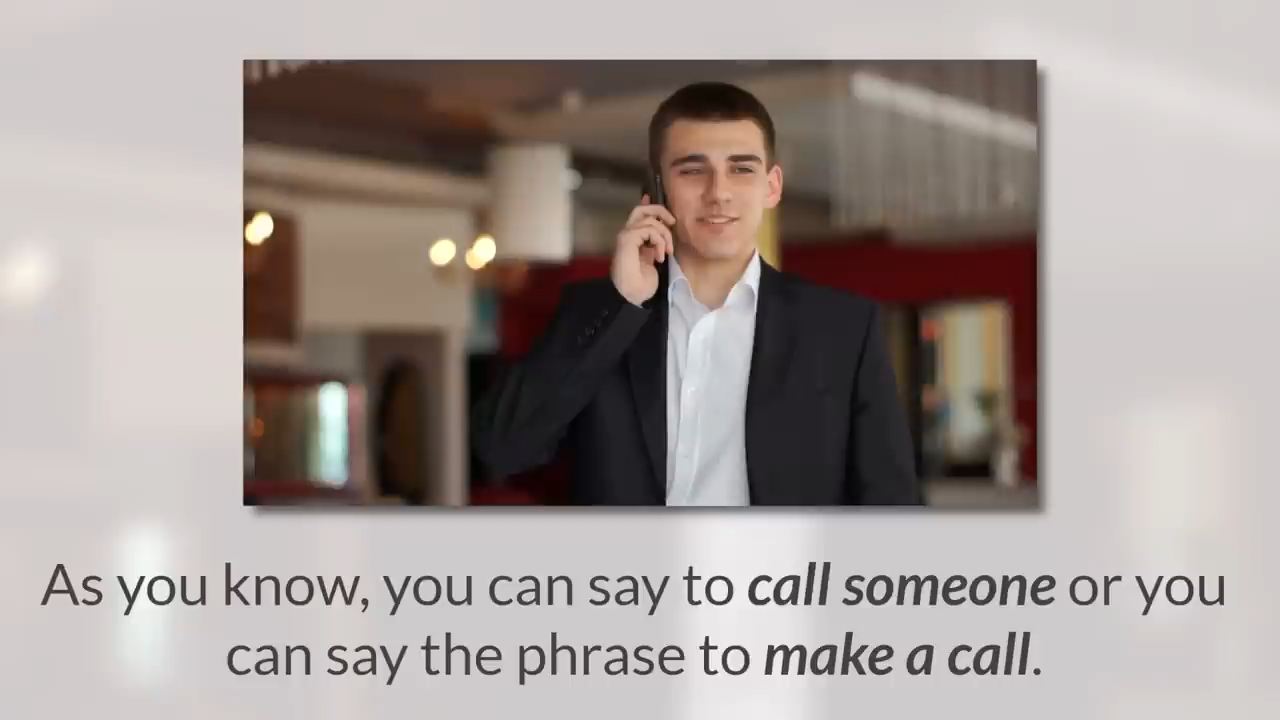 As you know, you can say to call someone or you
can say the phrase to make a call.